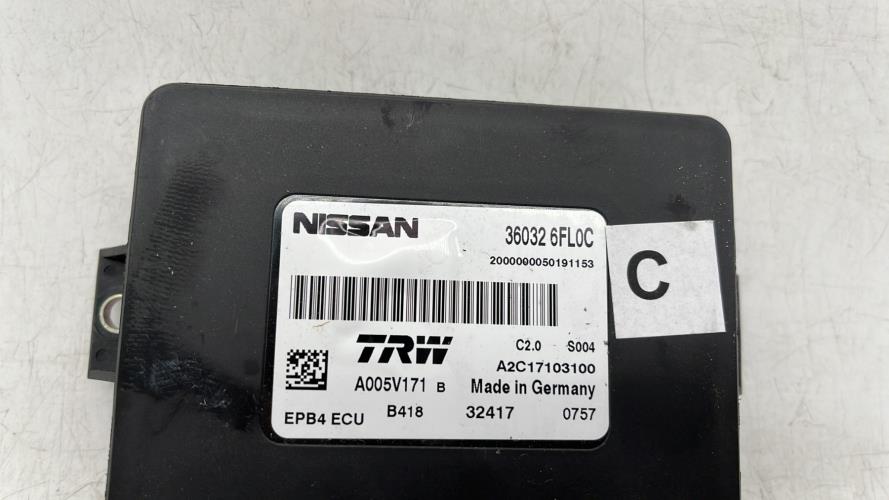 NISSAN
36032 6FL0C
2000000050191153
C
TRW
C2.0 S004
A2C17103100
A005V171 B Made in Germany
EPB4 ECU B418 32417 0757